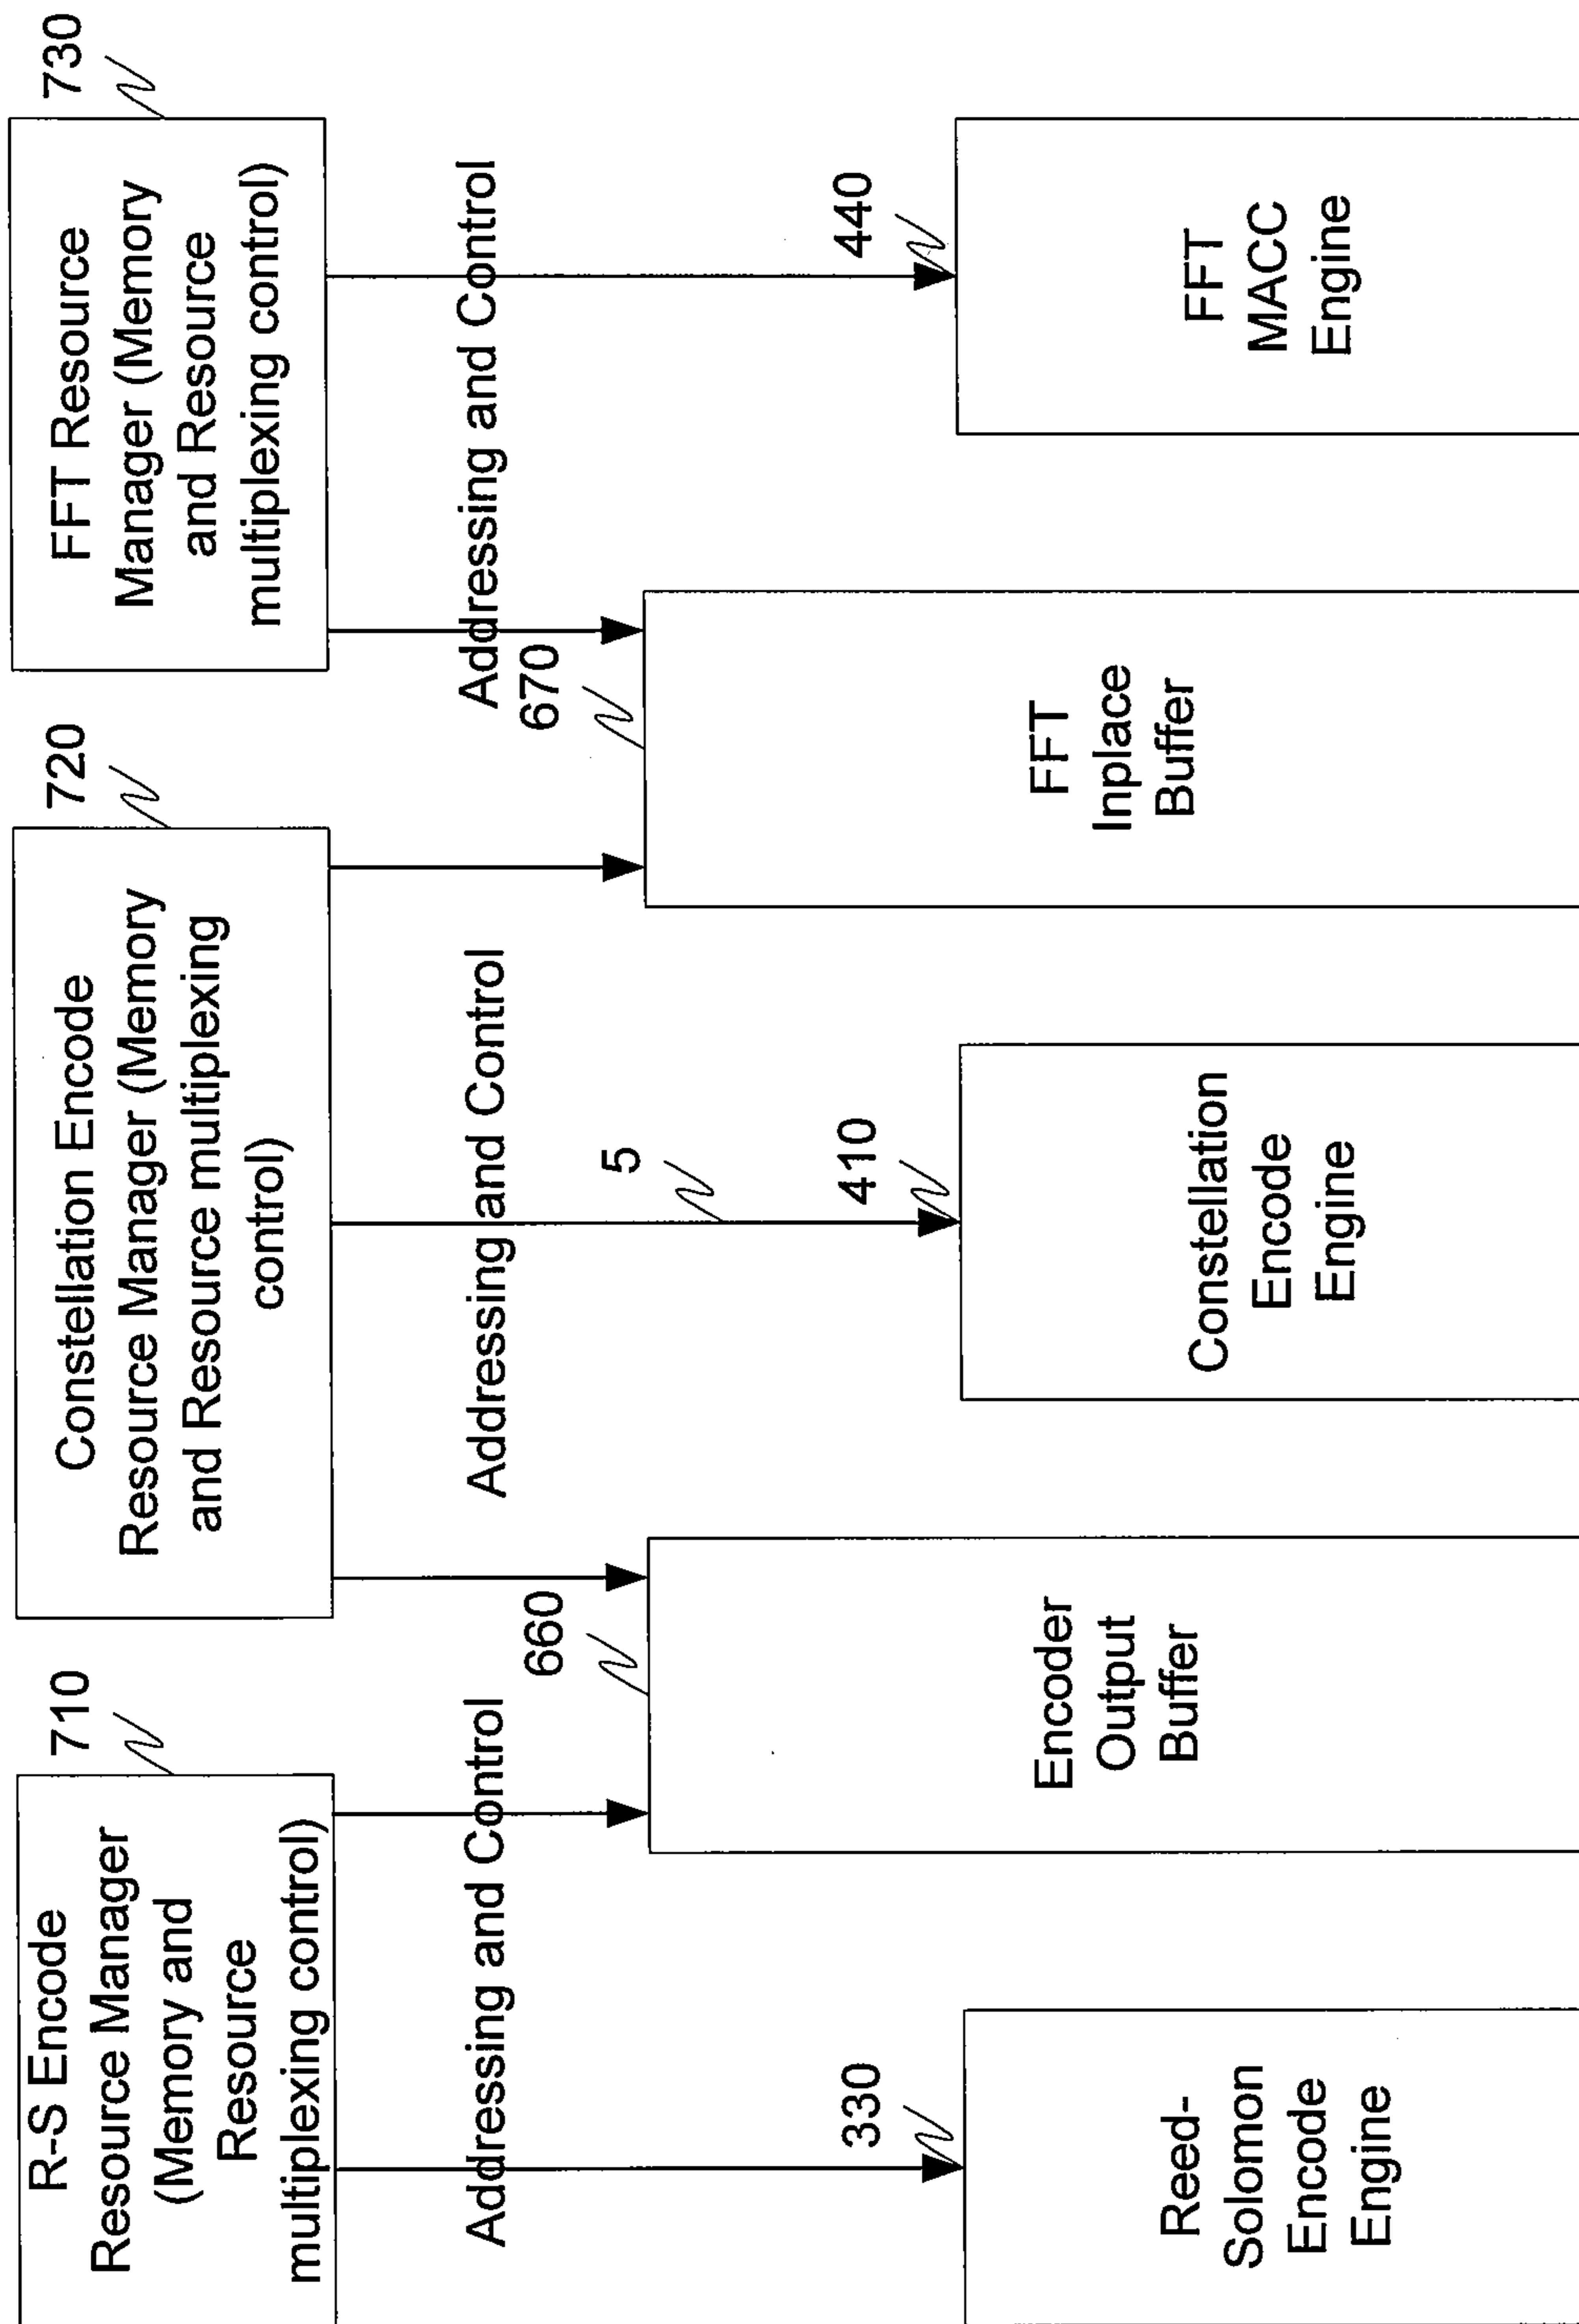 R-S Encode
Resource Manager
(Memory and
Resource
multiplexing control)
710
Constellation Encode
Resource Manager (Memory
and Resource multiplexing
control)
720
FFT Resource
Manager (Memory
and Resource
multiplexing control)
730
Addressing and Control
Addressing and Control
Addressing and Control
660
5
670
330
410
440
Reed-
Solomon
Encode
Engine
Encoder
Output
Buffer
Constellation
Encode
Engine
FFT
Inplace
Buffer
FFT
MACC
Engine